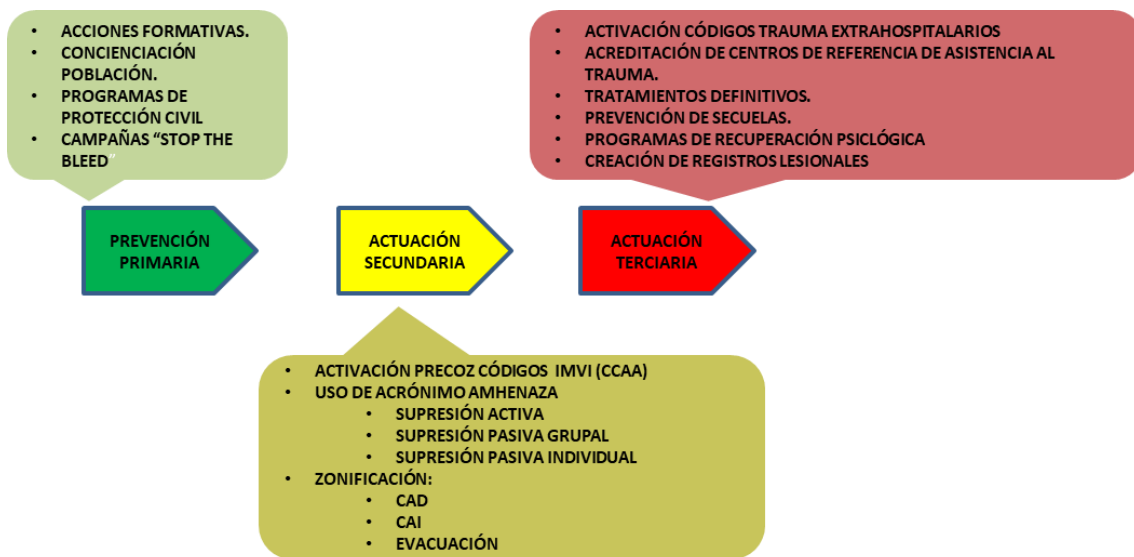 • ACCIONES FORMATIVAS.
• CONCIENCIACIÓN
POBLACIÓN.
• PROGRAMAS DE
PROTECCIÓN CIVIL
• CAMPAÑAS “STOP THE
BLEED”
• ACTIVACIÓN CÓDIGOS TRAUMA EXTRAHOSPITALARIOS
• ACREDITACIÓN DE CENTROS DE REFERENCIA DE ASISTENCIA AL
TRAUMA.
• TRATAMIENTOS DEFINITIVOS.
• PREVENCIÓN DE SECUELAS.
• PROGRAMAS DE RECUPERACIÓN PSICLÓGICA
• CREACIÓN DE REGISTROS LESIONALES
PREVENCIÓN
PRIMARIA
ACTUACIÓN
SECUNDARIA
ACTUACIÓN
TERCIARIA
• ACTIVACIÓN PRECOZ CÓDIGOS IMVI (CCAA)
• USO DE ACRÓNIMO AMHENAZA
• SUPRESIÓN ACTIVA
• SUPRESIÓN PASIVA GRUPAL
• SUPRESIÓN PASIVA INDIVIDUAL
• ZONIFICACIÓN:
• CAD
• CAI
• EVACUACIÓN